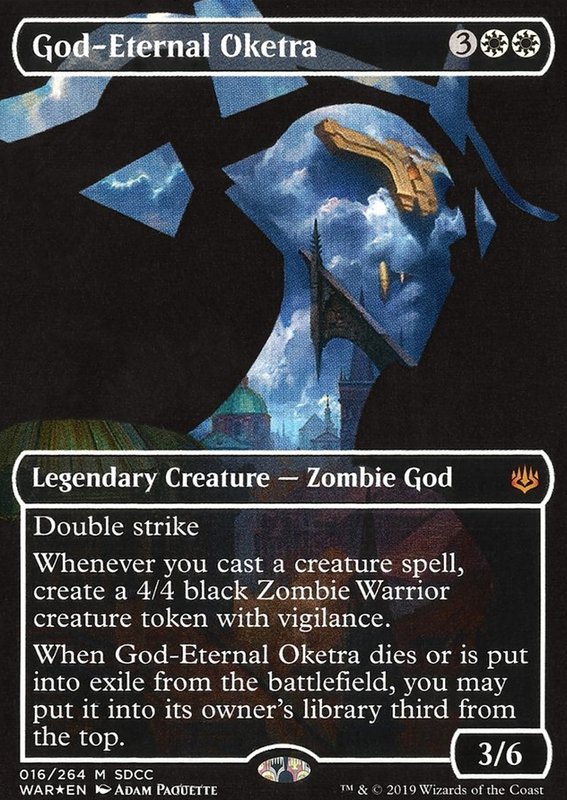 God-Eternal Oketra
3
Legendary Creature — Zombie God
Double strike
Whenever you cast a creature spell,
create a 4/4 black Zombie Warrior
creature token with vigilance.
When God-Eternal Oketra dies or is put
into exile from the battlefield, you may
put it into its owner's library third from
the top.
3/6
016/264 M SDCC
WAR★EN Adam Paquette
™ & © 2019 Wizards of the Coast